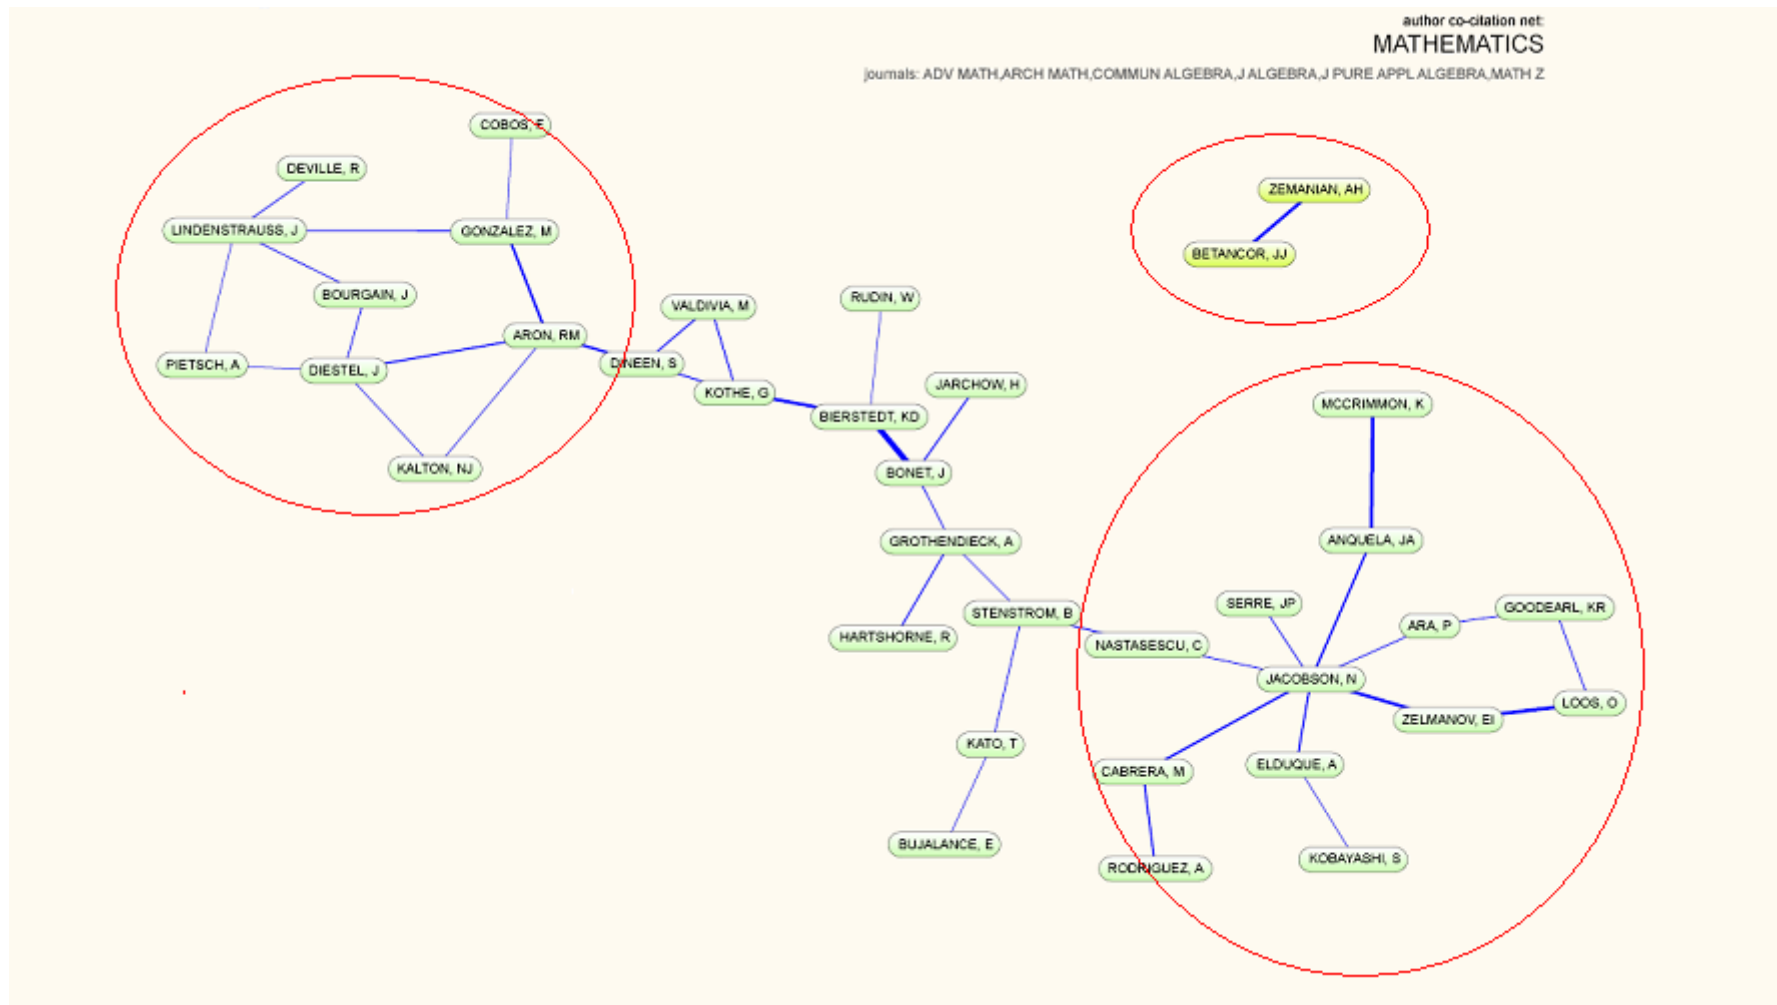 author co-citation net:
MATHEMATICS
journals: ADV MATH,ARCH MATH,COMMUN ALGEBRA,J ALGEBRA,J PURE APPL ALGEBRA,MATH Z
COBOS, F
DEVILLE, R
ZEMANIAN, AH
LINDENSTRAUSS, J
GONZALEZ, M
BETANCOR, JJ
BOURGAIN, J
RUDIN, W
VALDIVIA, M
ARON, RM
PIETSCH, A
DIESTEL, J
DINEEN, S
KOTHE, G
JARCHOW, H
MCCRIMMON, K
BIERSTEDT, KD
KALTON, NJ
BONET, J
GROTHENDIECK, A
ANQUELA, JA
SERRE, JP
GOODEARL, KR
STENSTROM, B
ARA, P
HARTSHORNE, R
NASTASESCU, C
JACOBSON, N
LOOS, O
ZELMANOV, EI
KATO, T
ELDUQUE, A
CABRERA, M
BUJALANCE, E
KOBAYASHI, S
RODRIGUEZ, A